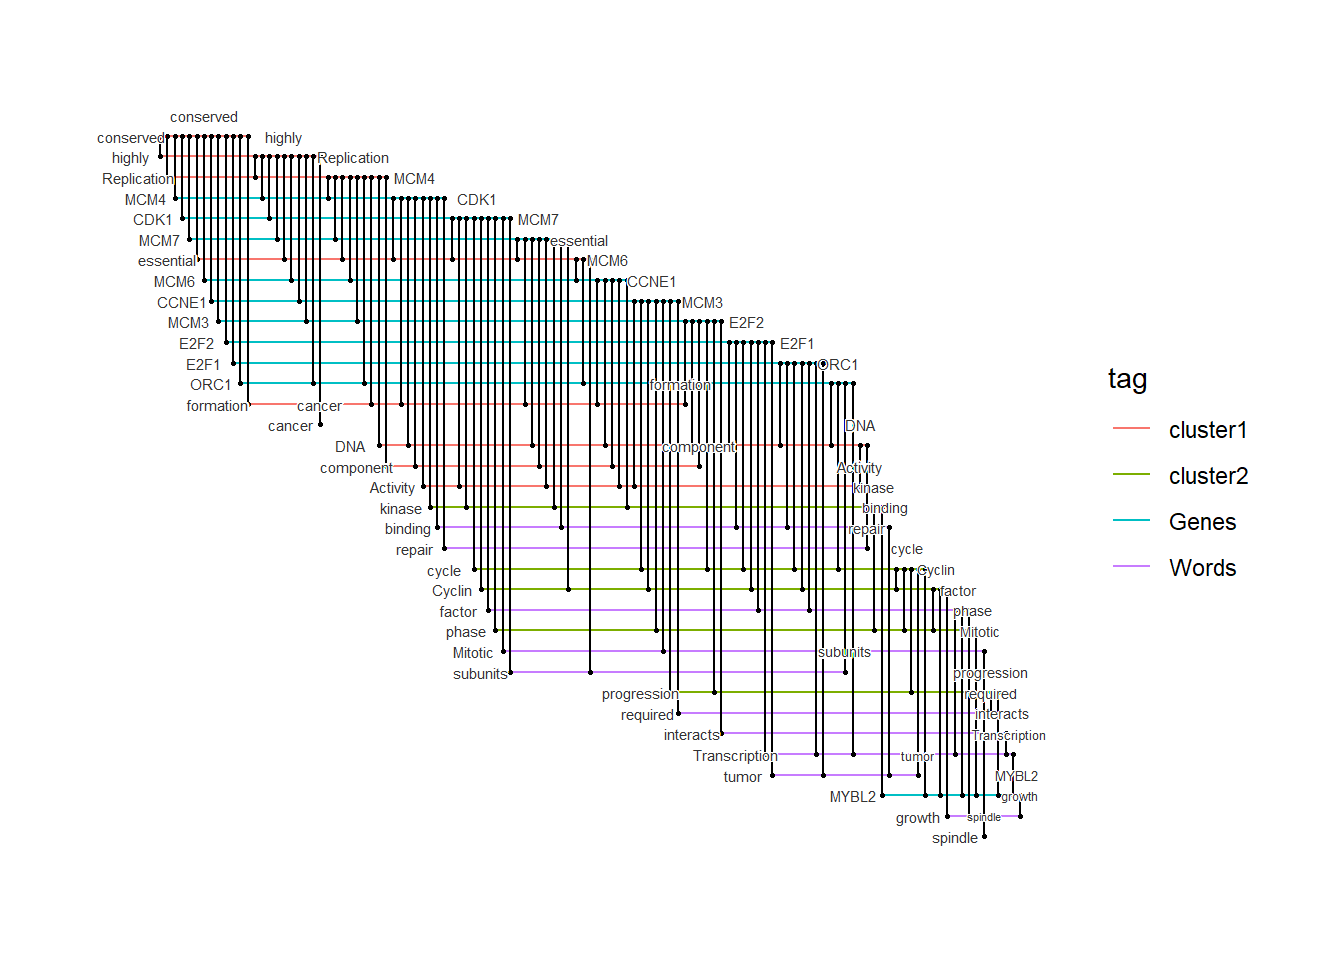 conserved
conserved
highly
highly
Replication
Replication
MCM4
MCM4
CDK1
CDK1
MCM7
MCM7
essential
essential
MCM6
MCM6
CCNE1
CCNE1
MCM3
MCM3
E2F2
E2F2
E2F1
E2F1
ORC1
ORC1
formation
formation
cancer
cancer
DNA
DNA
component
component
Activity
Activity
kinase
kinase
binding
binding
repair
repair
cycle
cycle
Cyclin
Cyclin
factor
factor
phase
phase
Mitotic
Mitotic
subunits
subunits
progression
progression
required
required
interacts
interacts
Transcription
Transcription
tumor
tumor
MYBL2
MYBL2
growth
growth
spindle
spindle
tag
cluster1
cluster2
Genes
Words